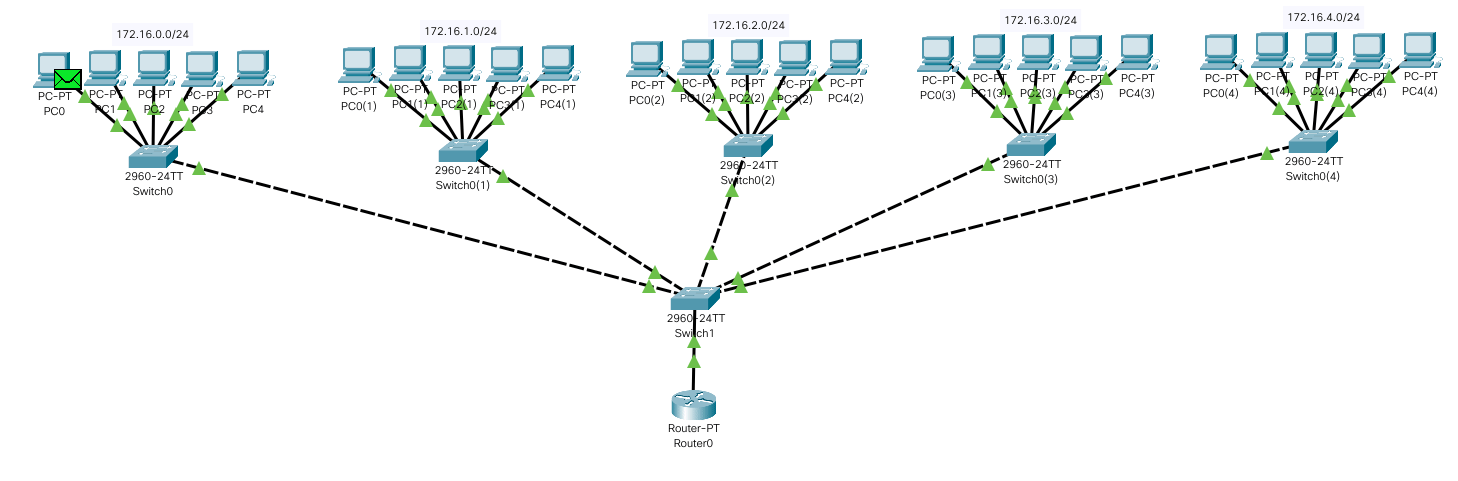 172.16.0.0/24
172.16.1.0/24
172.16.2.0/24
172.16.3.0/24
172.16.4.0/24
PC-PT
PC0
PC-PT
PC1
PC-PT
PC2
PC-PT
PC3
PC-PT
PC4
PC-PT
PC0(1)
PC-PT
PC1(1)
PC-PT
PC2(1)
PC-PT
PC3(1)
PC-PT
PC4(1)
PC-PT
PC0(2)
PC-PT
PC1(2)
PC-PT
PC2(2)
PC-PT
PC3(2)
PC-PT
PC4(2)
PC-PT
PC0(3)
PC-PT
PC1(3)
PC-PT
PC2(3)
PC-PT
PC3(3)
PC-PT
PC4(3)
PC-PT
PC0(4)
PC-PT
PC1(4)
PC-PT
PC2(4)
PC-PT
PC3(4)
PC-PT
PC4(4)
2960-24TT
Switch0
2960-24TT
Switch0(1)
2960-24TT
Switch0(2)
2960-24TT
Switch0(3)
2960-24TT
Switch0(4)
2960-24TT
Switch1
Router-PT
Router0